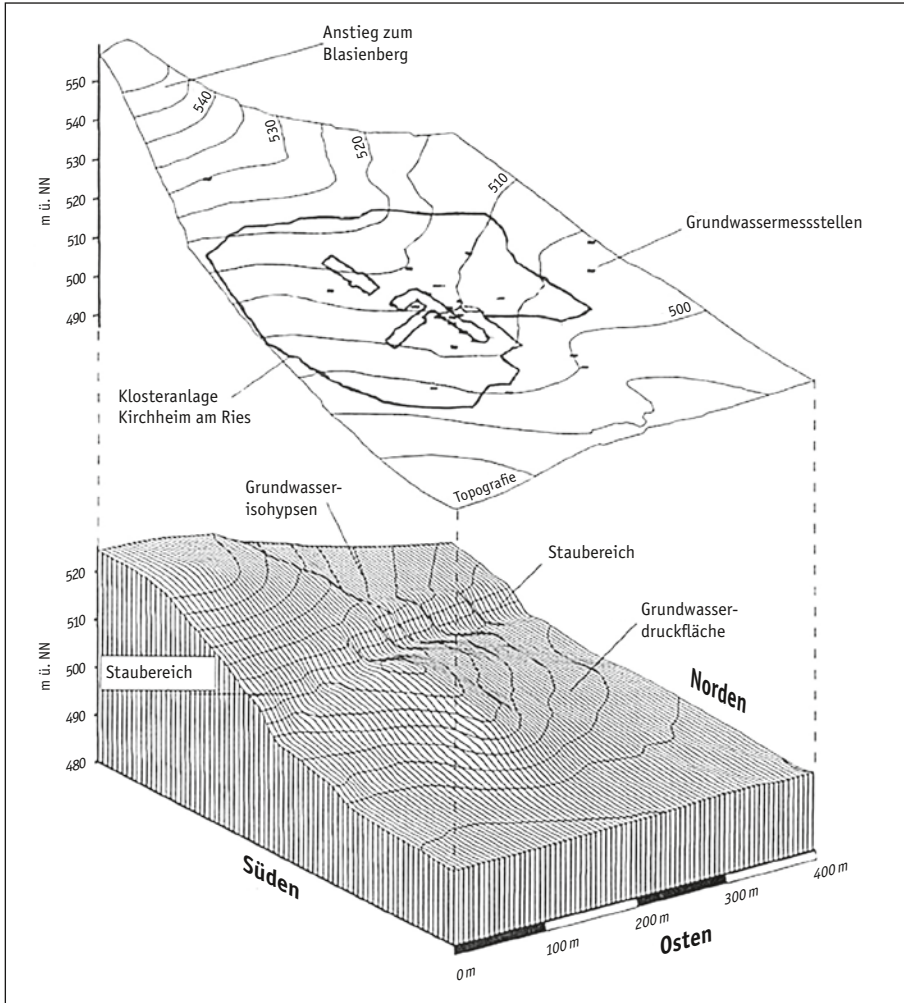 Anstieg zum
Blasienberg
550
540
530
520
510
500
490
m ü. NN
540
530
520
510
500
Grundwassermessstellen
Klosteranlage
Kirchheim am Ries
Topografie
Grundwasser-
isohypsen
Staubereich
Grundwasser-
druckfläche
520
510
500
490
480
m ü. NN
Staubereich
Norden
Süden
Osten
0 m
100 m
200 m
300 m
400 m